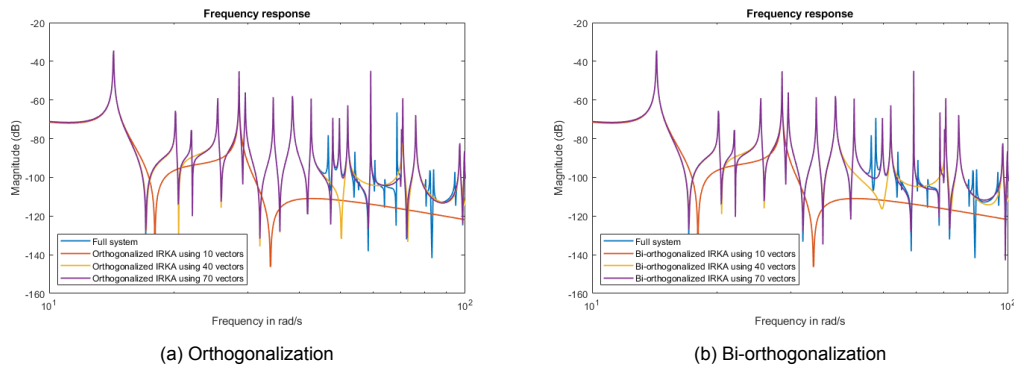 Frequency response
-20
-40
-60
-80
-100
-120
-140
-160
Magnitude (dB)
Full system
Orthogonalized IRKA using 10 vectors
Orthogonalized IRKA using 40 vectors
Orthogonalized IRKA using 70 vectors
10^1
10^2
Frequency in rad/s
(a) Orthogonalization
Frequency response
-20
-40
-60
-80
-100
-120
-140
-160
Magnitude (dB)
Full system
Bi-orthogonalized IRKA using 10 vectors
Bi-orthogonalized IRKA using 40 vectors
Bi-orthogonalized IRKA using 70 vectors
10^1
10^2
Frequency in rad/s
(b) Bi-orthogonalization